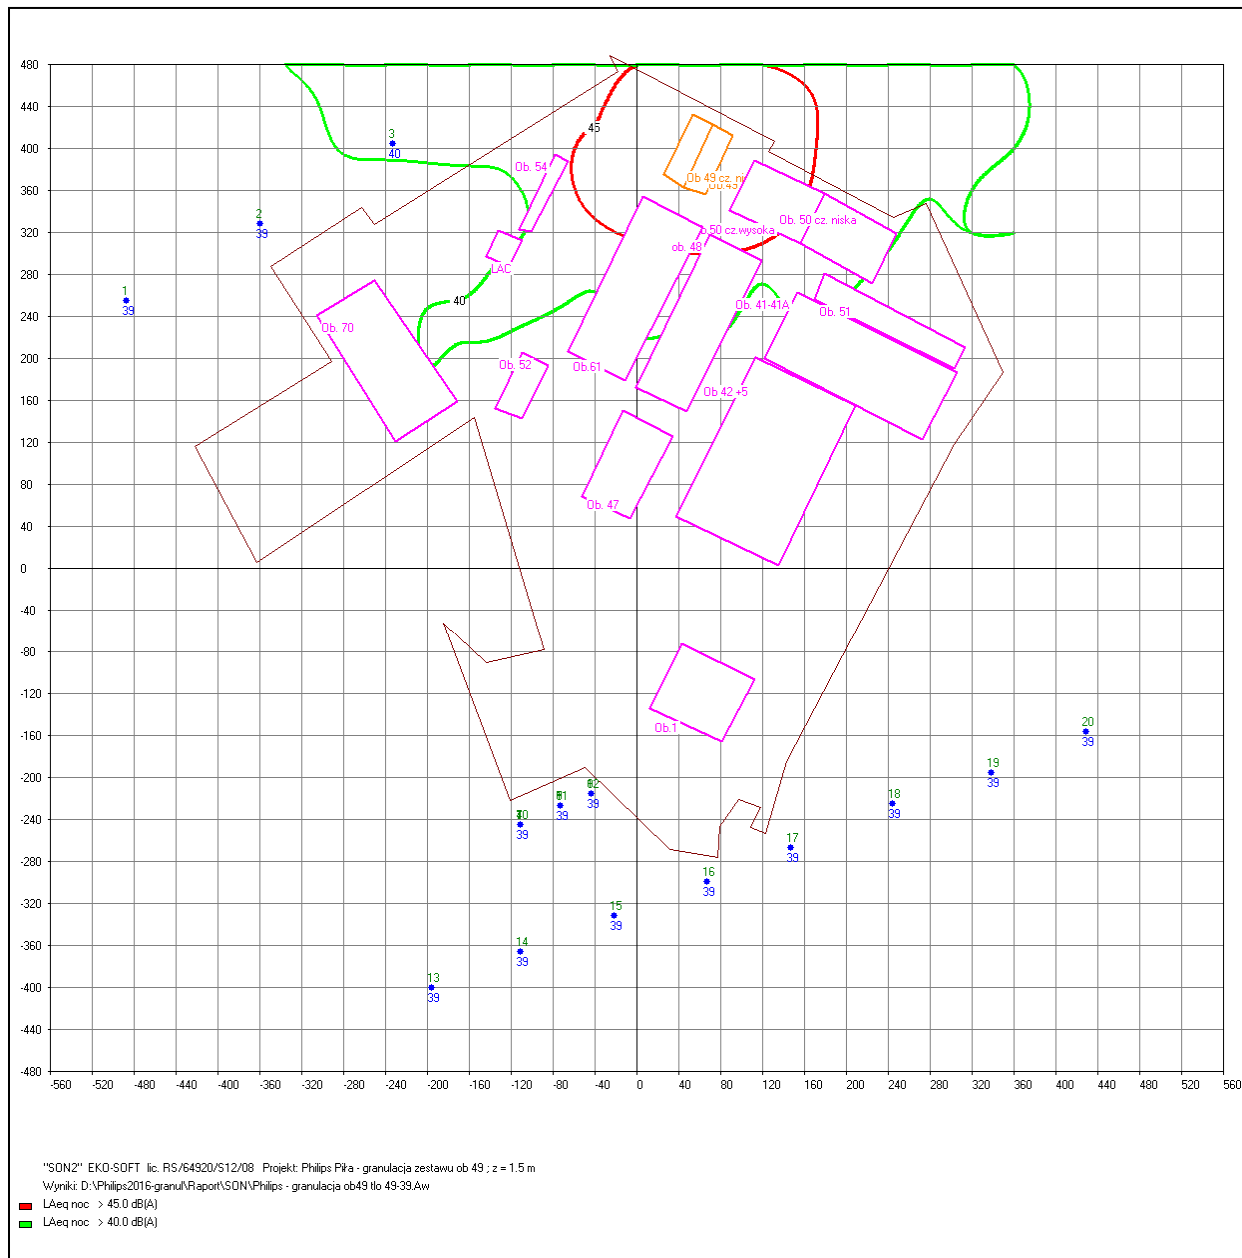 480
440
400
360
320
280
240
200
160
120
80
40
0
-40
-80
-120
-160
-200
-240
-280
-320
-360
-400
-440
-480
-560 -520 -480 -440 -400 -360 -320 -280 -240 -200 -160 -120 -80 -40 0 40 80 120 160 200 240 280 320 360 400 440 480 520 560
45
3
40
Ob. 54
Ob 49 cz. ni
Ob.49
2
39
Ob. 50 cz. niska
b 50 cz.wysoka
ob. 48
LAC
1
39
40
Ob. 41-41A
Ob. 51
Ob. 70
Ob. 52
Ob.61
Ob 42 +5
Ob. 47
Ob.1
20
39
19
39
18
39
39
39
39
17
39
16
39
15
39
14
39
13
39
"SON2" EKO-SOFT lic. RS/64920/S12/08 Projekt: Philips Piła - granulacja zestawu ob 49 ; z = 1.5 m
Wyniki: D:\Philips2016-granul\Raport\SON\Philips - granulacja ob49 tlo 49-39.Aw
LAeq noc > 45.0 dB(A)
LAeq noc > 40.0 dB(A)